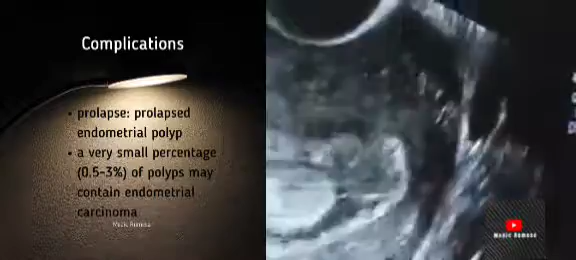 Complications
• prolapse: prolapsed
endometrial polyp
• a very small percentage
(0.5-3%) of polyps may
contain endometrial
carcinoma